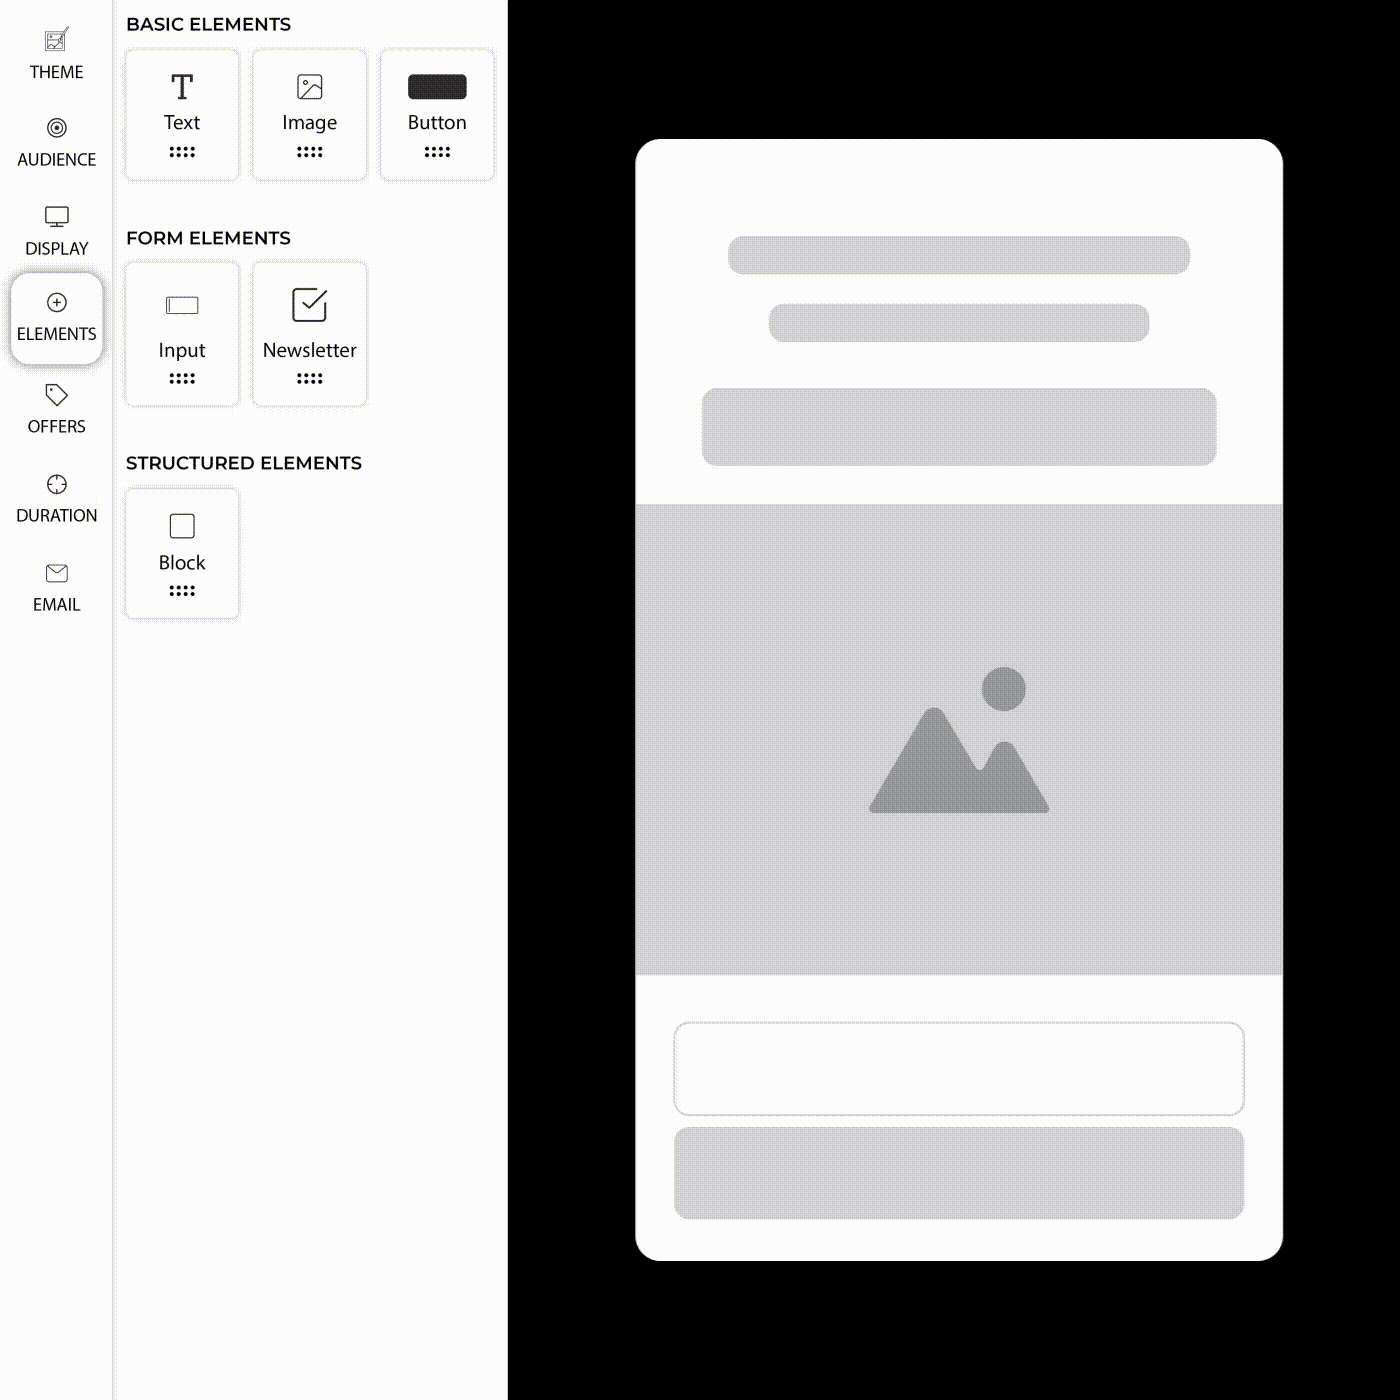 THEME
AUDIENCE
DISPLAY
ELEMENTS
OFFERS
DURATION
EMAIL
BASIC ELEMENTS
Text
Image
Button
FORM ELEMENTS
Input
Newsletter
STRUCTURED ELEMENTS
Block